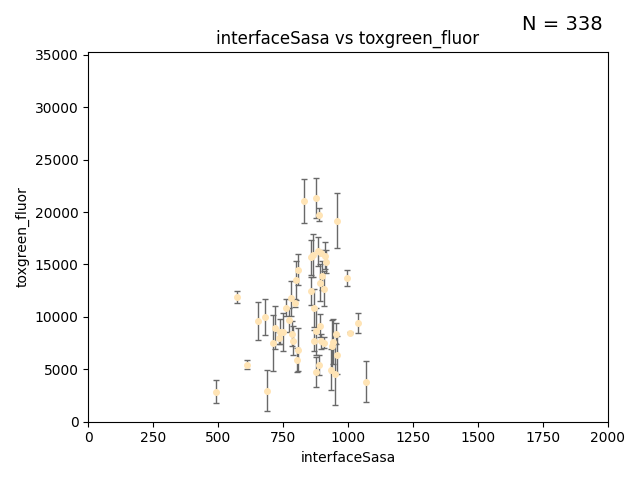 N = 338
interfaceSasa vs toxgreen_fluor
35000
30000
25000
20000
15000
10000
5000
0
toxgreen_fluor
0 250 500 750 1000 1250 1500 1750 2000
interfaceSasa